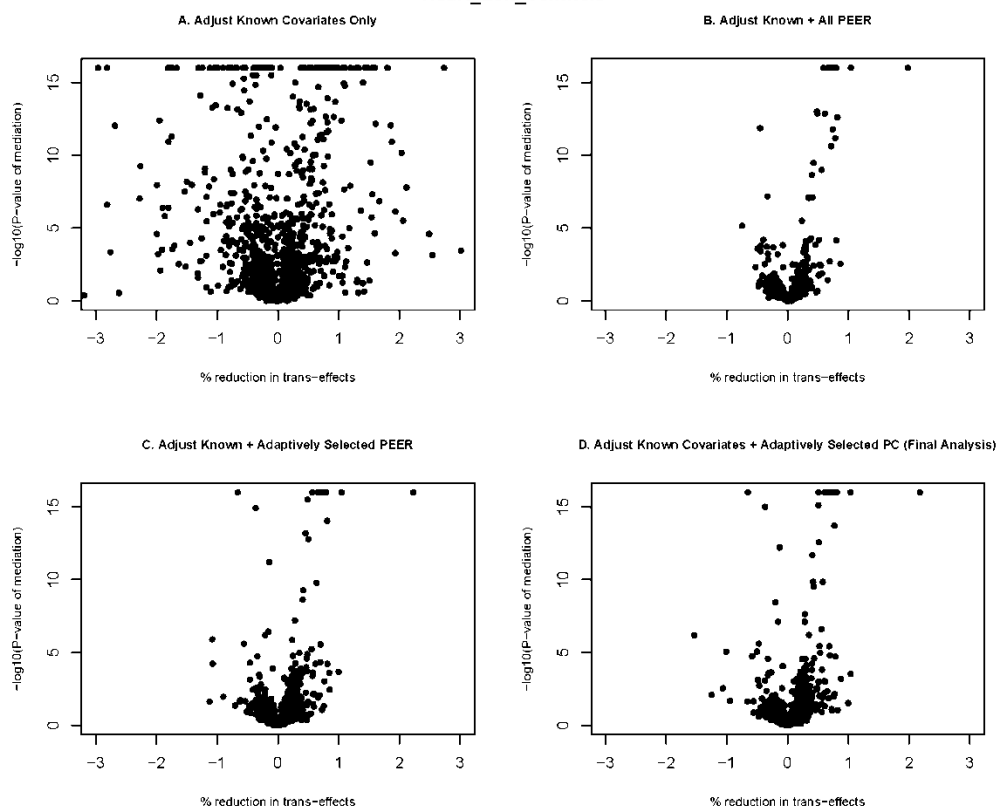 A. Adjust Known Covariates Only
B. Adjust Known + All PEER
−log10(P−value of mediation)
15
10
5
0
−3 −2 −1 0 1 2 3
% reduction in trans−effects
−log10(P−value of mediation)
15
10
5
0
−3 −2 −1 0 1 2 3
% reduction in trans−effects
C. Adjust Known + Adaptively Selected PEER
D. Adjust Known Covariates + Adaptively Selected PC (Final Analysis)
−log10(P−value of mediation)
15
10
5
0
−3 −2 −1 0 1 2 3
% reduction in trans−effects
−log10(P−value of mediation)
15
10
5
0
−3 −2 −1 0 1 2 3
% reduction in trans−effects